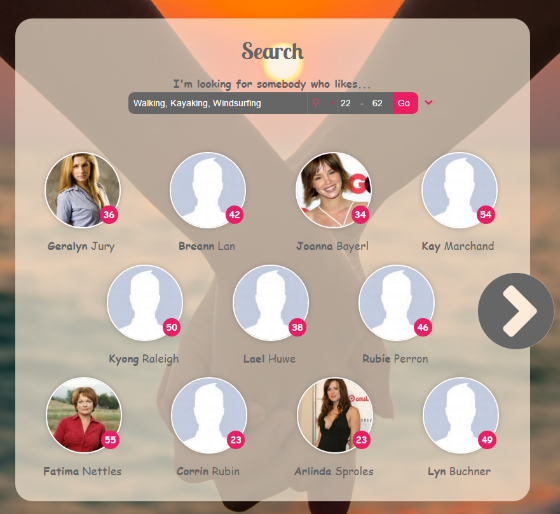 Search
I'm looking for somebody who likes...
Walking, Kayaking, Windsurfing 22 - 62 Go
36 42 34 54
Geralyn Jury Breann Lan Joanna Bayerl Kay Marchand
50 38 46
Kyong Raleigh Lael Huwe Rubie Perron
55 23 23 49
Fatima Nettles Corrin Rubin Arlinda Sproles Lyn Buchner